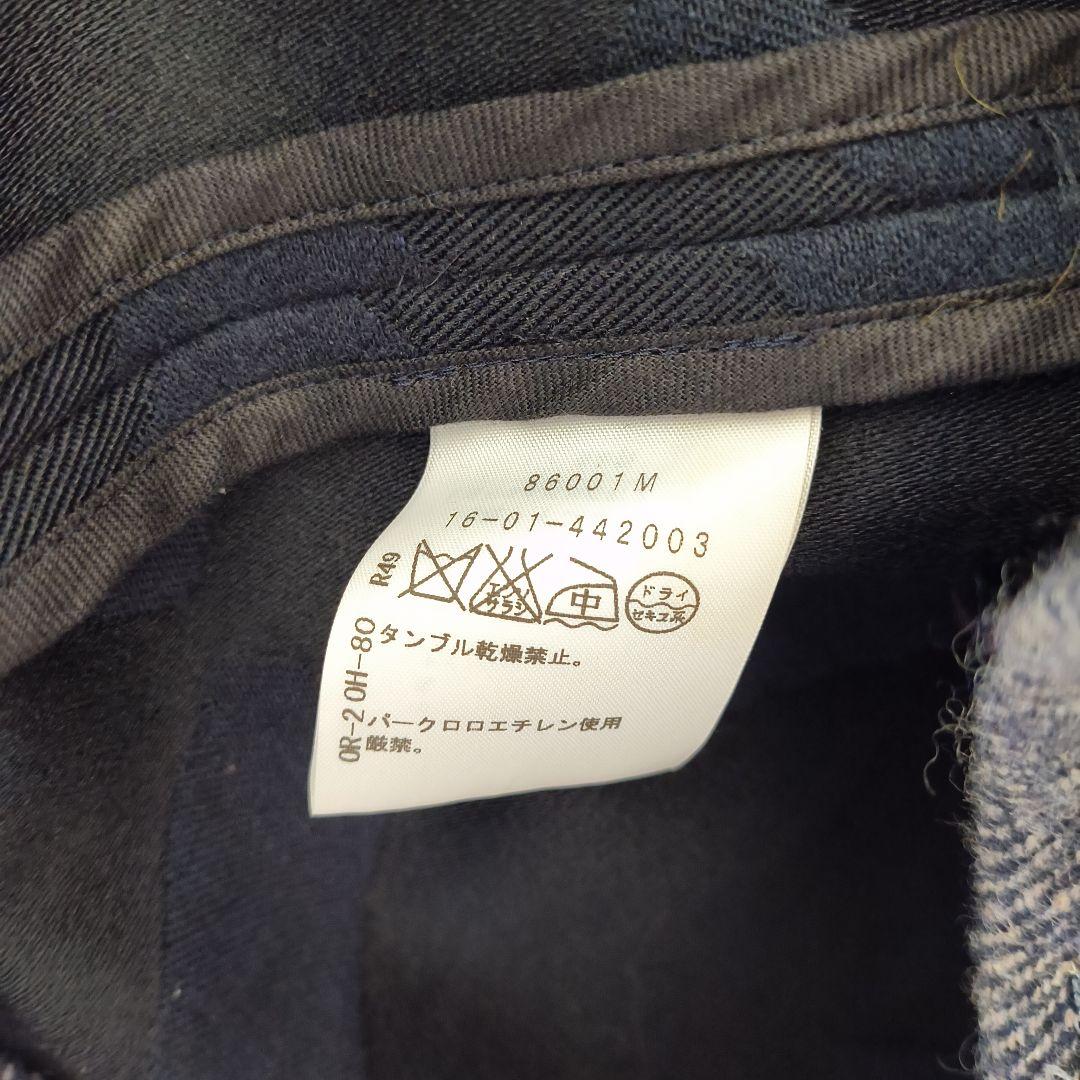 86001M
16-01-442003
R49
エンソ
サラシ
中
ドライ
セキユ系
タンブル乾燥禁止。
パークロロエチレン使用
厳禁。
OR-2 OH-80